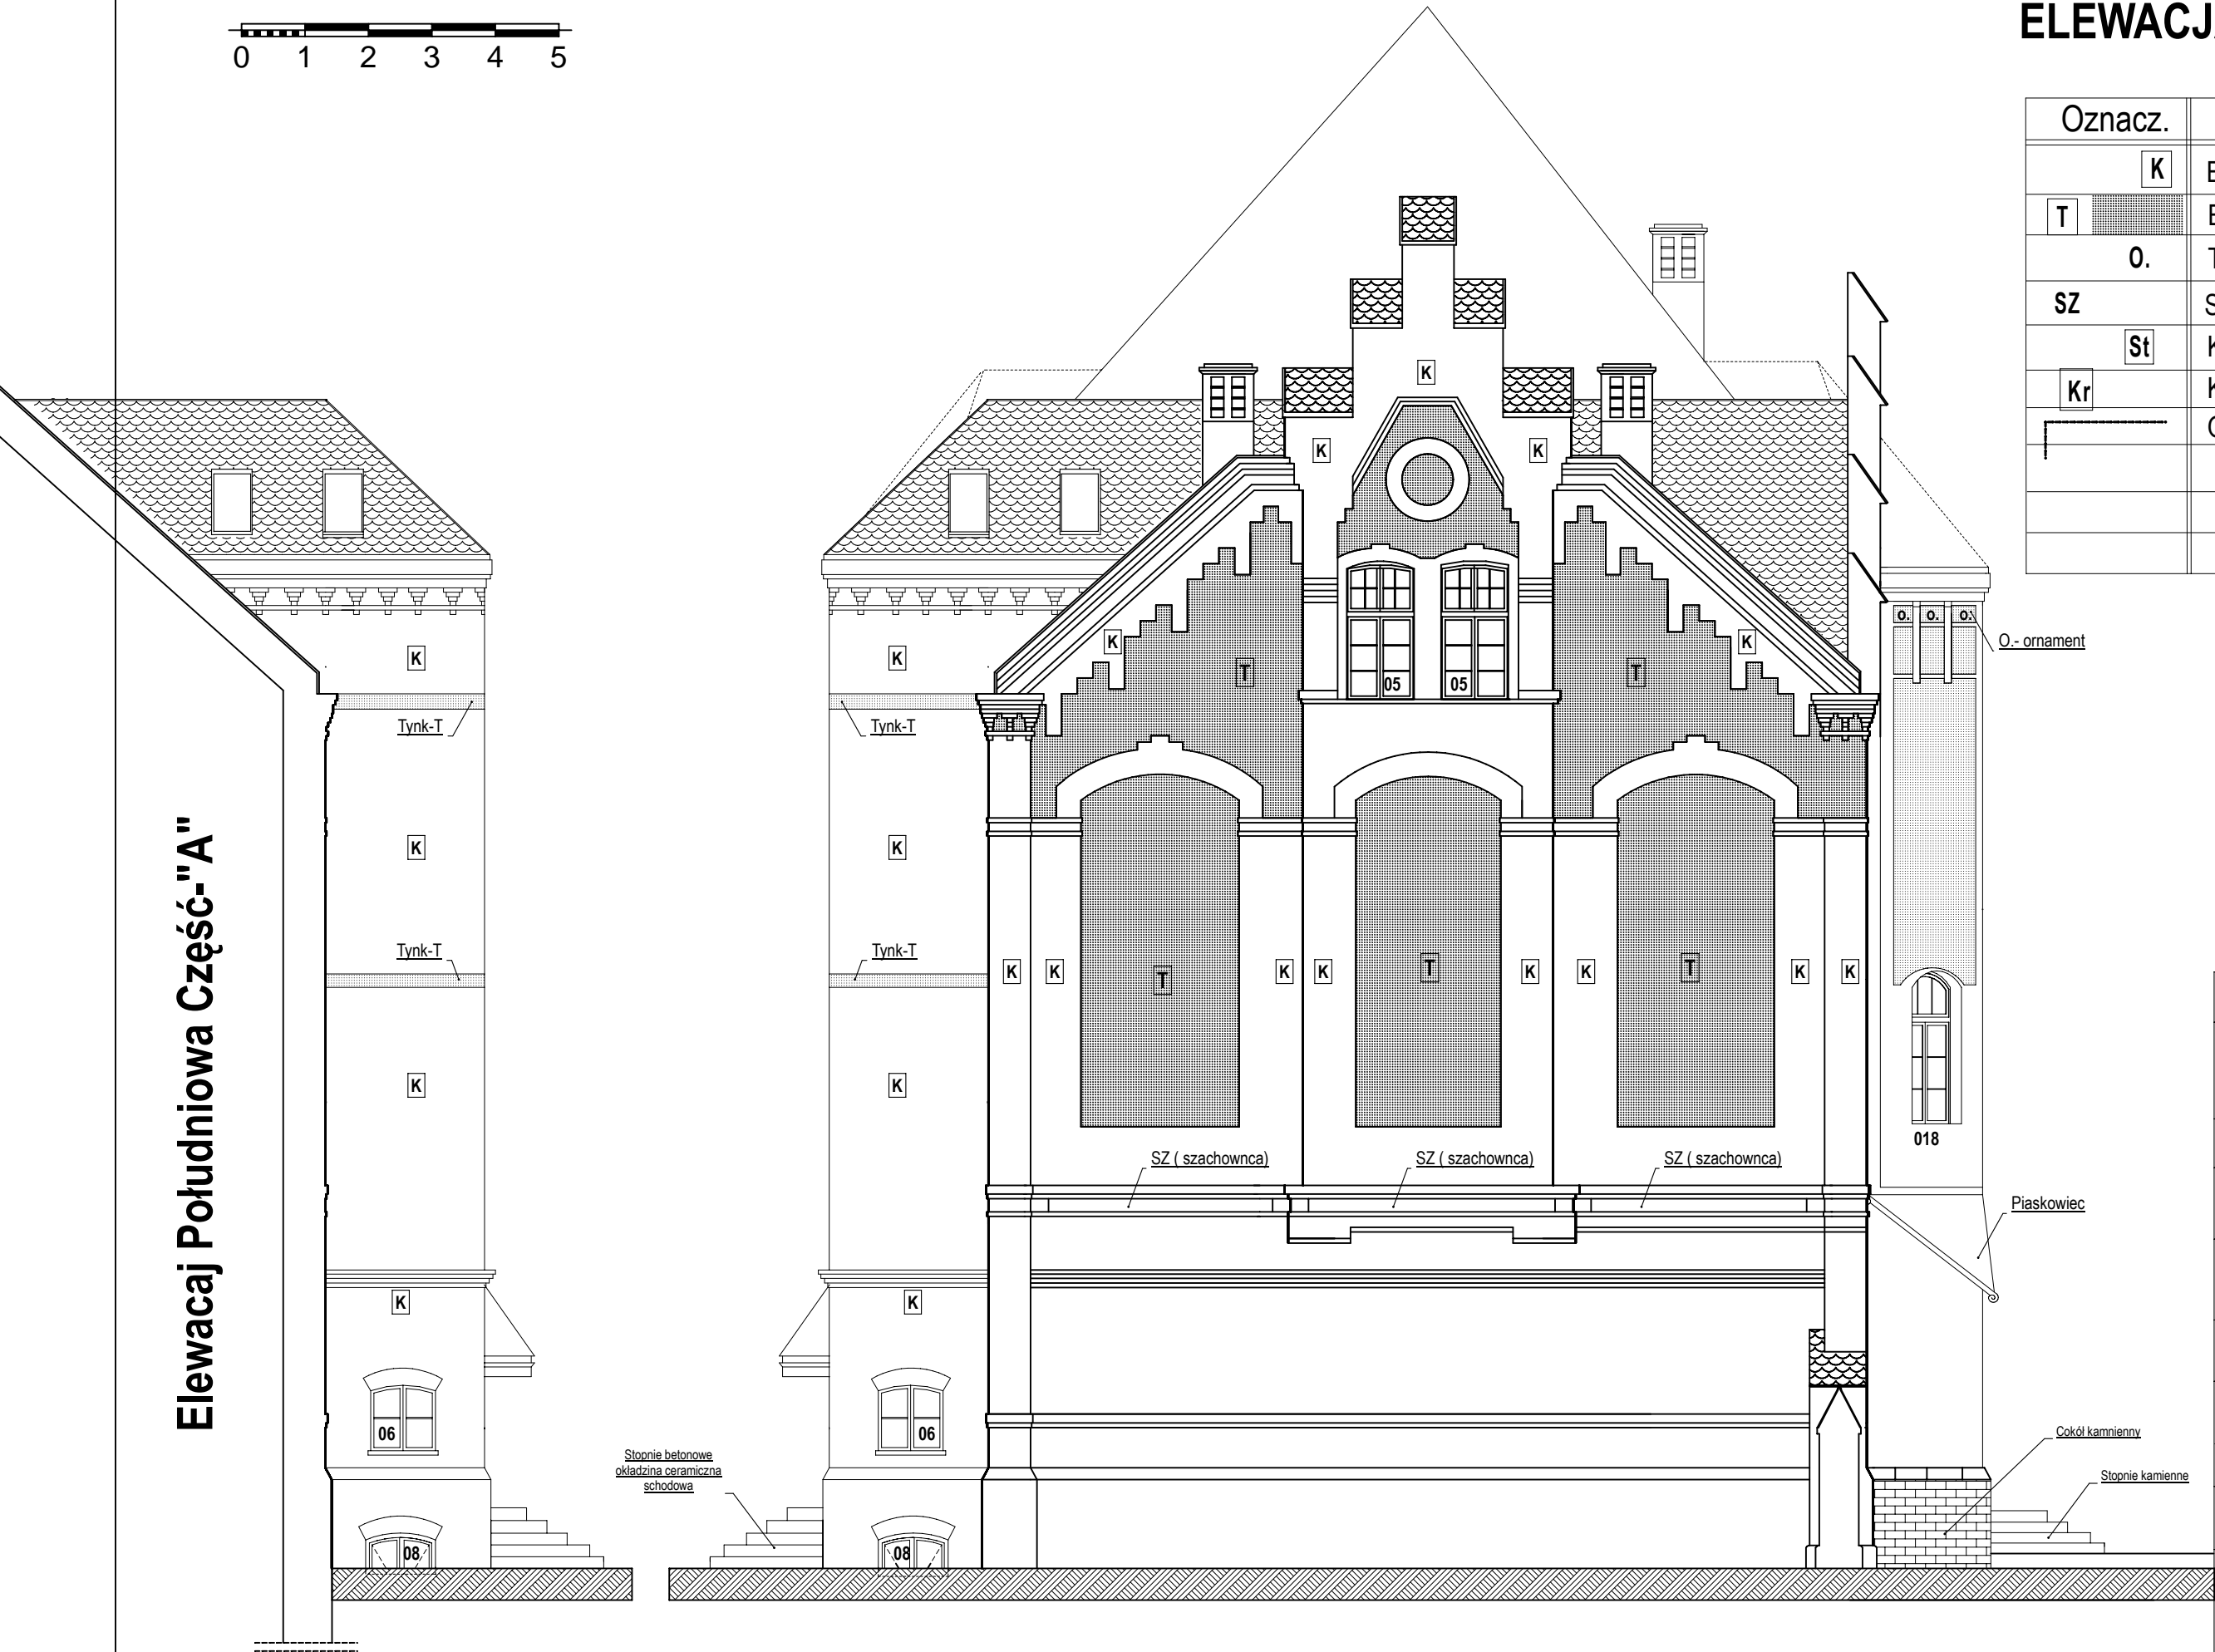 0 1 2 3 4 5
ELEWACJ
Oznacz.
K
T
O.
SZ
St
Kr
K
K K
K K
T T
05 05
o. o. o.
O.- ornament
K K
Tynk-T Tynk-T
K K
Tynk-T Tynk-T
K K T K K T K K T K K
K K
018
SZ ( szachownca) SZ ( szachownca) SZ ( szachownca)
Piaskowiec
K K
06 06
Stopnie betonowe
okładzina ceramiczna
schodowa
Cokół kamnienny
Stopnie kamienne
08 08
Elewacaj Południowa Część-"A"